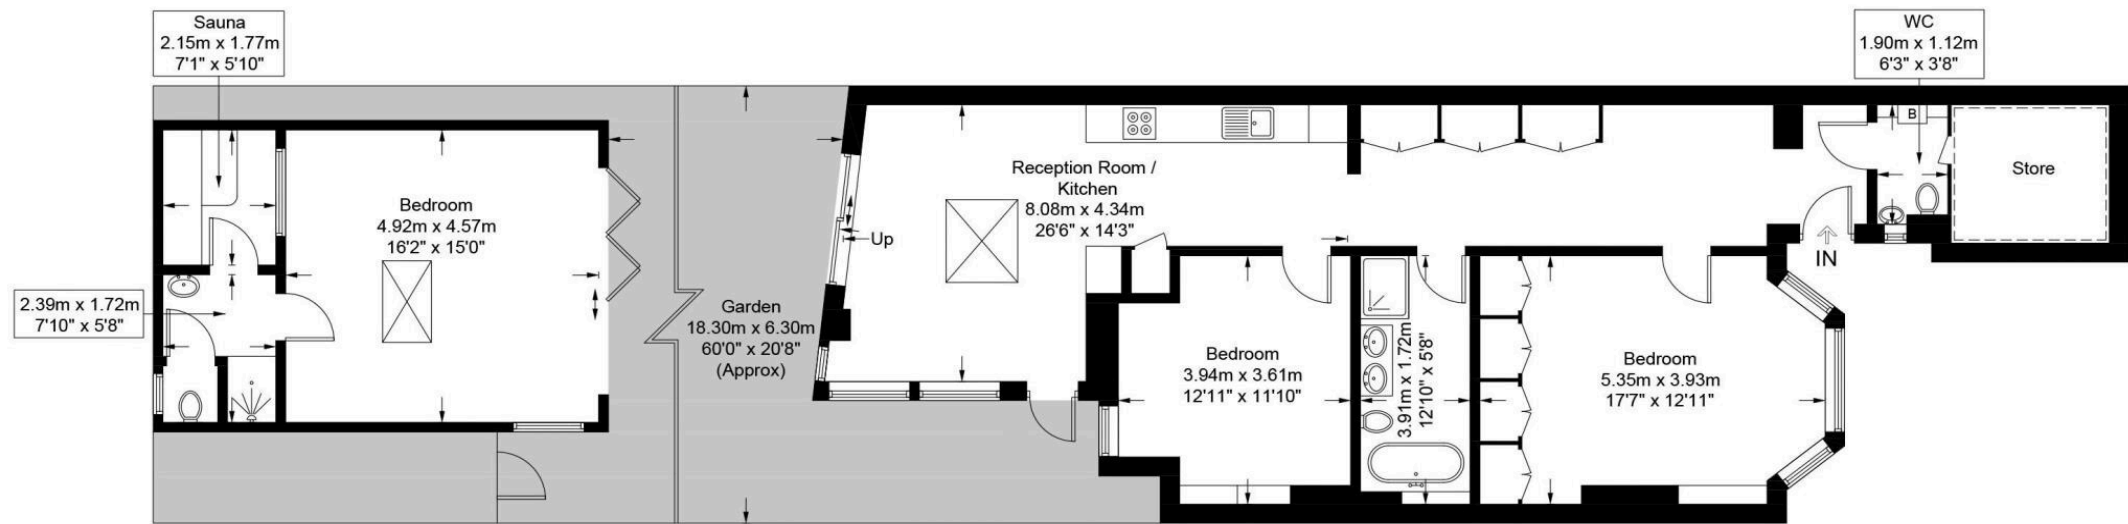 Sauna
2.15m x 1.77m
7'1" x 5'10"
WC
1.90m x 1.12m
6'3" x 3'8"
B
Store
Reception Room /
Kitchen
8.08m x 4.34m
26'6" x 14'3"
Bedroom
4.92m x 4.57m
16'2" x 15'0"
Up
IN
2.39m x 1.72m
7'10" x 5'8"
Garden
18.30m x 6.30m
60'0" x 20'8"
(Approx)
Bedroom
3.94m x 3.61m
12'11" x 11'10"
3.91m x 1.72m
12'10" x 5'8"
Bedroom
5.35m x 3.93m
17'7" x 12'11"